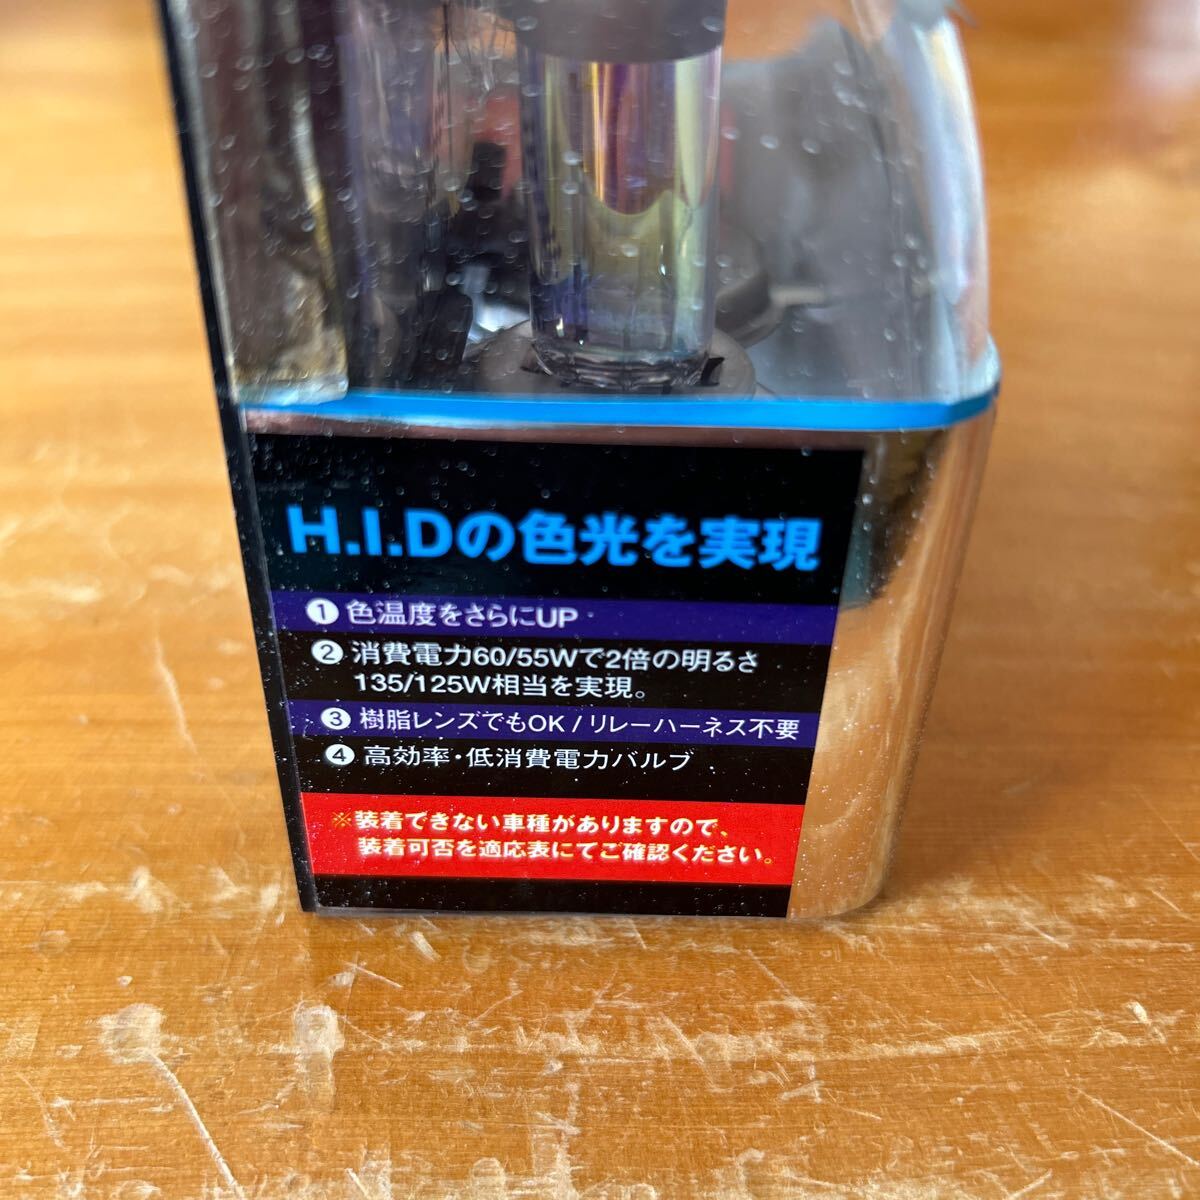 H.I.Dの色光を実現
❶ 色温度をさらにUP
❷ 消費電力60/55Wで2倍の明るさ
135/125W相当を実現。
❸ 樹脂レンズでもOK / リレーハーネス不要
❹ 高効率・低消費電力バルブ
※装着できない車種がありますので、
装着可否を適応表にてご確認ください。